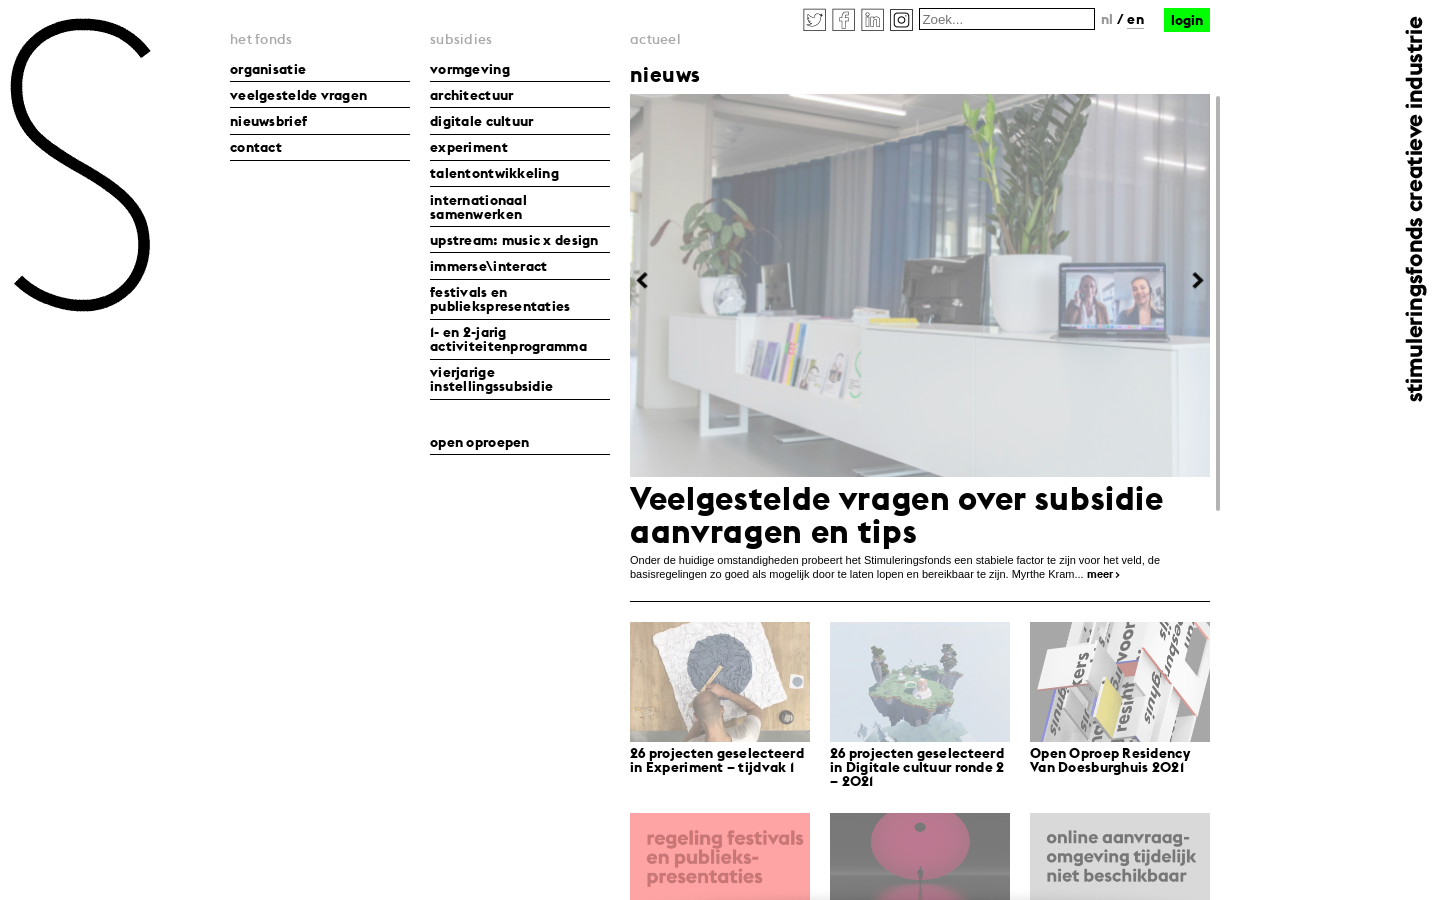 S
het fonds
organisatie
veelgestelde vragen
nieuwsbrief
contact
subsidies
vormgeving
architectuur
digitale cultuur
experiment
talentontwikkeling
internationaal
samenwerken
upstream: music x design
immerse\interact
festivals en
publiekspresentaties
1- en 2-jarig
activiteitenprogramma
vierjarige
instellingssubsidie
open oproepen
Zoek...
nl / en
login
actueel
nieuws
Veelgestelde vragen over subsidie
aanvragen en tips
Onder de huidige omstandigheden probeert het Stimuleringsfonds een stabiele factor te zijn voor het veld, de
basisregelingen zo goed als mogelijk door te laten lopen en bereikbaar te zijn. Myrthe Kram... meer ›
26 projecten geselecteerd
in Experiment – tijdvak 1
26 projecten geselecteerd
in Digitale cultuur ronde 2
– 2021
Open Oproep Residency
Van Doesburghuis 2021
regeling festivals
en publieks-
presentaties
online aanvraag-
omgeving tijdelijk
niet beschikbaar
stimuleringsfonds creatieve industrie